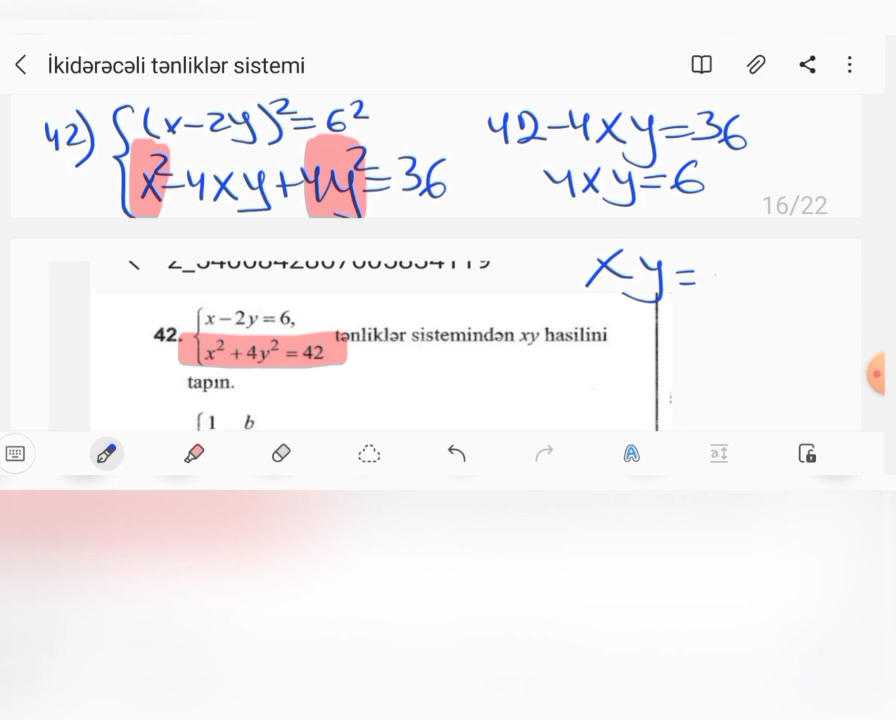 İkidərəcəli tənliklər sistemi
42) {(x-2y)²=6²
x²-4xy+4y²=36
42-4xy=36
4xy=6
16/22
xy=
42. {x-2y=6,
x²+4y²=42 tənliklər sistemindən xy hasilini
tapın.
{1 b